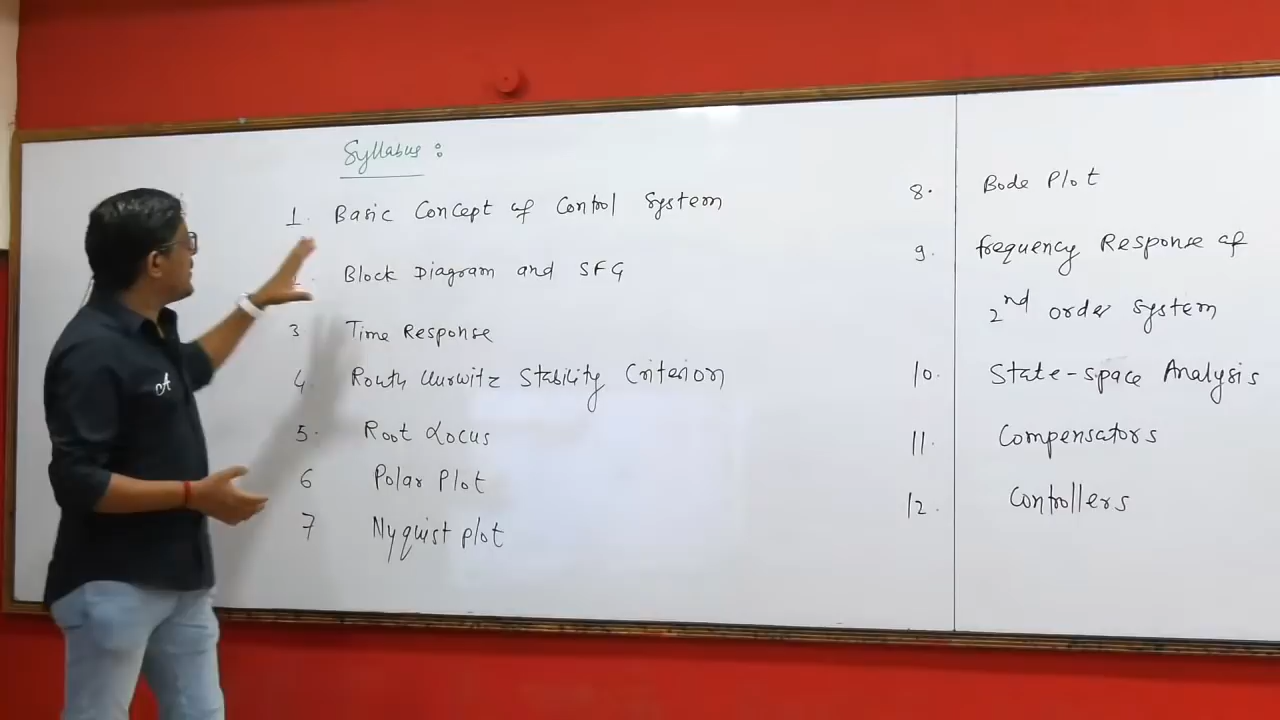 Syllabus :
1. Basic Concept of Control System
2. Block Diagram and SFG
3 Time Response
4. Routh Hurwitz Stability Criterion
5. Root Locus
6 Polar Plot
7 Nyquist plot
8. Bode Plot
9. frequency Response of
2nd order system
10. State-space Analysis
11. Compensators
12. Controllers
A